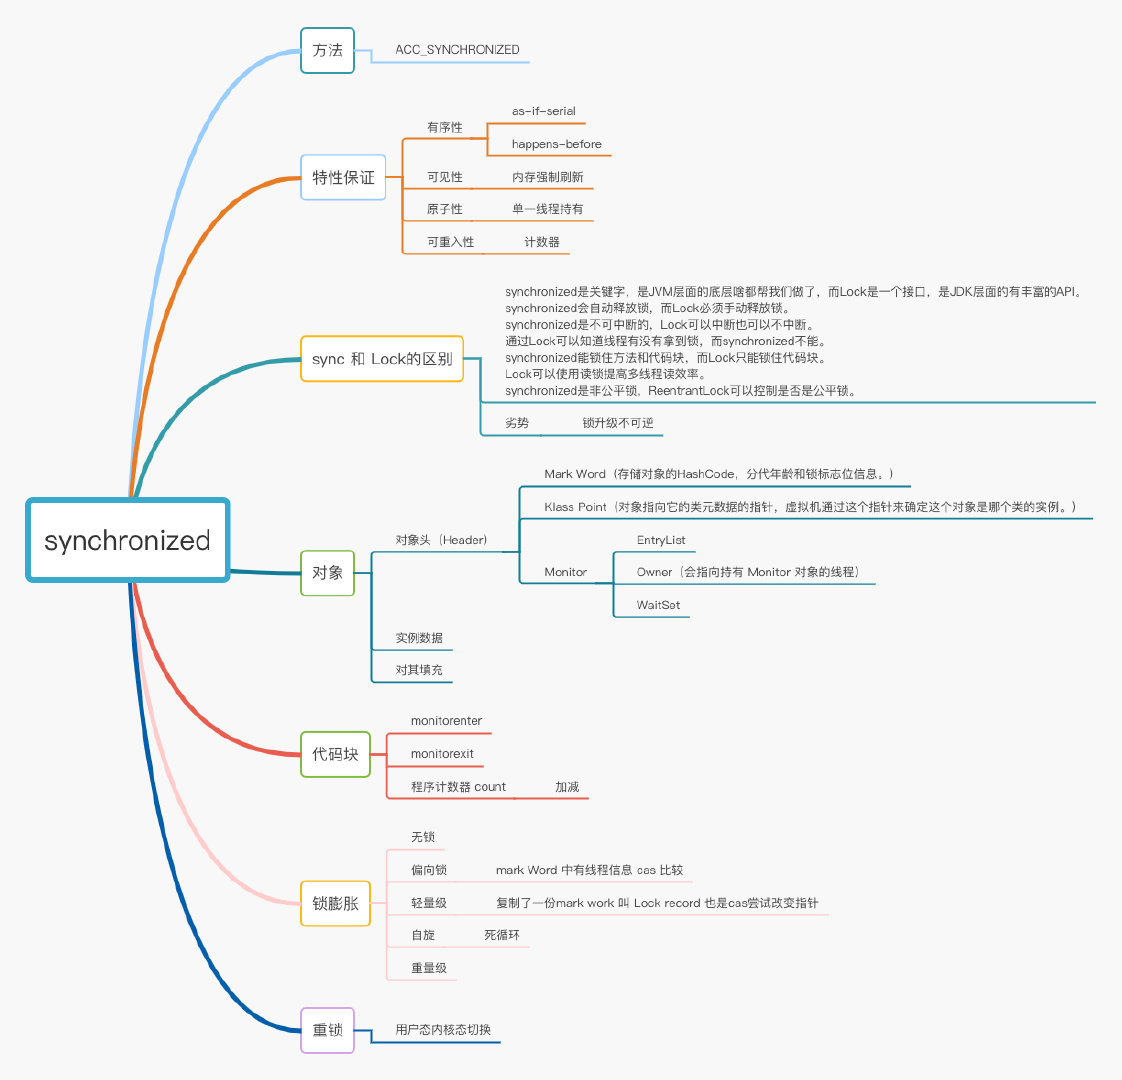 synchronized
方法
ACC_SYNCHRONIZED
特性保证
有序性
as-if-serial
happens-before
可见性
内存强制刷新
原子性
单一线程持有
可重入性
计数器
sync 和 Lock的区别
synchronized是关键字，是JVM层面的底层啥都帮我们做了，而Lock是一个接口，是JDK层面的有丰富的API。
synchronized会自动释放锁，而Lock必须手动释放锁。
synchronized是不可中断的，Lock可以中断也可以不中断。
通过Lock可以知道线程有没有拿到锁，而synchronized不能。
synchronized能锁住方法和代码块，而Lock只能锁住代码块。
Lock可以使用读锁提高多线程读效率。
synchronized是非公平锁，ReentrantLock可以控制是否是公平锁。
劣势
锁升级不可逆
对象
对象头（Header）
Mark Word（存储对象的HashCode，分代年龄和锁标志位信息。）
Klass Point（对象指向它的类元数据的指针，虚拟机通过这个指针来确定这个对象是哪个类的实例。）
Monitor
EntryList
Owner（会指向持有 Monitor 对象的线程）
WaitSet
实例数据
对其填充
代码块
monitorenter
monitorexit
程序计数器 count
加减
锁膨胀
无锁
偏向锁
mark Word 中有线程信息 cas 比较
轻量级
复制了一份mark work 叫 Lock record 也是cas尝试改变指针
自旋
死循环
重量级
重锁
用户态内核态切换